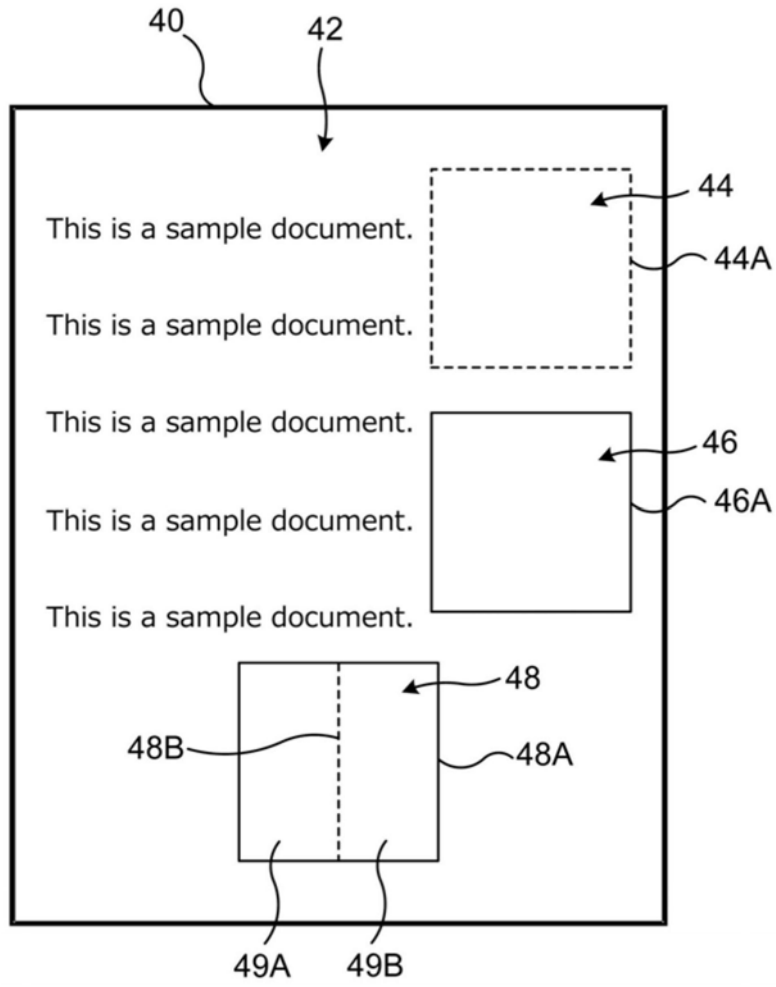 40
42
44
This is a sample document.
44A
This is a sample document.
This is a sample document.
46
46A
This is a sample document.
This is a sample document.
48
48B
48A
49A
49B